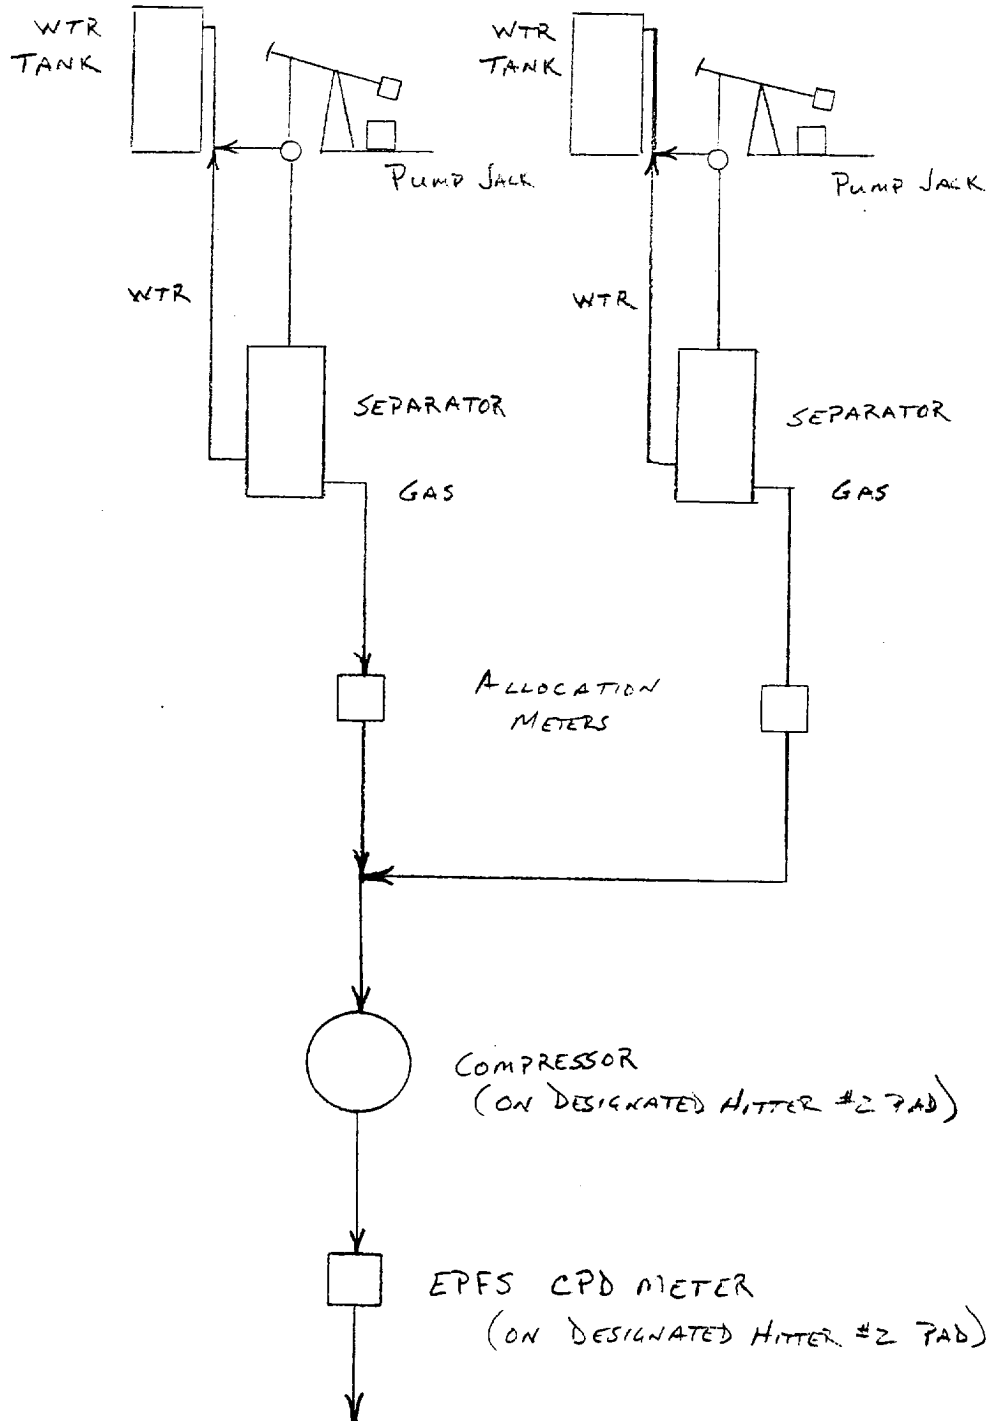 WTR
TANK
WTR
TANK
PUMP JACK
PUMP JACK
WTR
WTR
SEPARATOR
SEPARATOR
GAS
GAS
ALLOCATION
METERS
COMPRESSOR
(ON DESIGNATED HITTER #2 PAD)
EPFS CPD METER
(ON DESIGNATED HITTER #2 PAD)